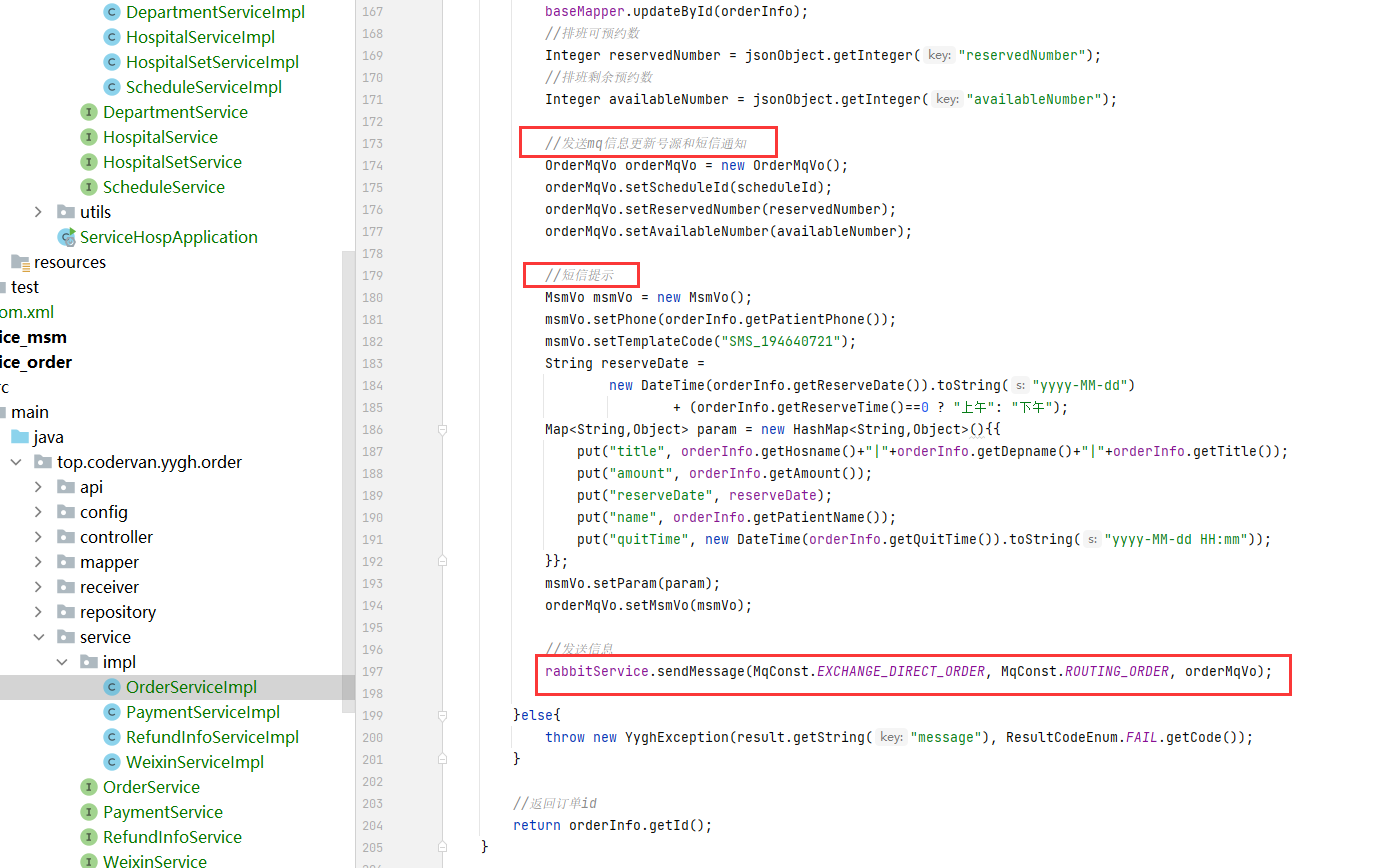 DepartmentServiceImpl
HospitalServiceImpl
HospitalSetServiceImpl
ScheduleServiceImpl
DepartmentService
HospitalService
HospitalSetService
ScheduleService
utils
ServiceHospApplication
resources
test
om.xml
ice_msm
ice_order
rc
main
java
top.codervan.yygh.order
api
config
controller
mapper
receiver
repository
service
impl
OrderServiceImpl
PaymentServiceImpl
RefundInfoServiceImpl
WeixinServiceImpl
OrderService
PaymentService
RefundInfoService
WeixinService
167 baseMapper.updateById(orderInfo);
168 //排班可预约数
169 Integer reservedNumber = jsonObject.getInteger( key: "reservedNumber");
170 //排班剩余预约数
171 Integer availableNumber = jsonObject.getInteger( key: "availableNumber");
172
173 //发送mq信息更新号源和短信通知
174 OrderMqVo orderMqVo = new OrderMqVo();
175 orderMqVo.setScheduleId(scheduleId);
176 orderMqVo.setReservedNumber(reservedNumber);
177 orderMqVo.setAvailableNumber(availableNumber);
178
179 //短信提示
180 MsmVo msmVo = new MsmVo();
181 msmVo.setPhone(orderInfo.getPatientPhone());
182 msmVo.setTemplateCode("SMS_194640721");
183 String reserveDate =
184 new DateTime(orderInfo.getReserveDate()).toString( s: "yyyy-MM-dd")
185 + (orderInfo.getReserveTime()==0 ? "上午": "下午");
186 Map<String,Object> param = new HashMap<String,Object>(){{
187 put("title", orderInfo.getHosname()+"|"+orderInfo.getDepname()+"|"+orderInfo.getTitle());
188 put("amount", orderInfo.getAmount());
189 put("reserveDate", reserveDate);
190 put("name", orderInfo.getPatientName());
191 put("quitTime", new DateTime(orderInfo.getQuitTime()).toString( s: "yyyy-MM-dd HH:mm"));
192 }};
193 msmVo.setParam(param);
194 orderMqVo.setMsmVo(msmVo);
195
196 //发送信息
197 rabbitService.sendMessage(MqConst.EXCHANGE_DIRECT_ORDER, MqConst.ROUTING_ORDER, orderMqVo);
198
199 }else{
200 throw new YyghException(result.getString( key: "message"), ResultCodeEnum.FAIL.getCode());
201 }
202
203 //返回订单id
204 return orderInfo.getId();
205 }